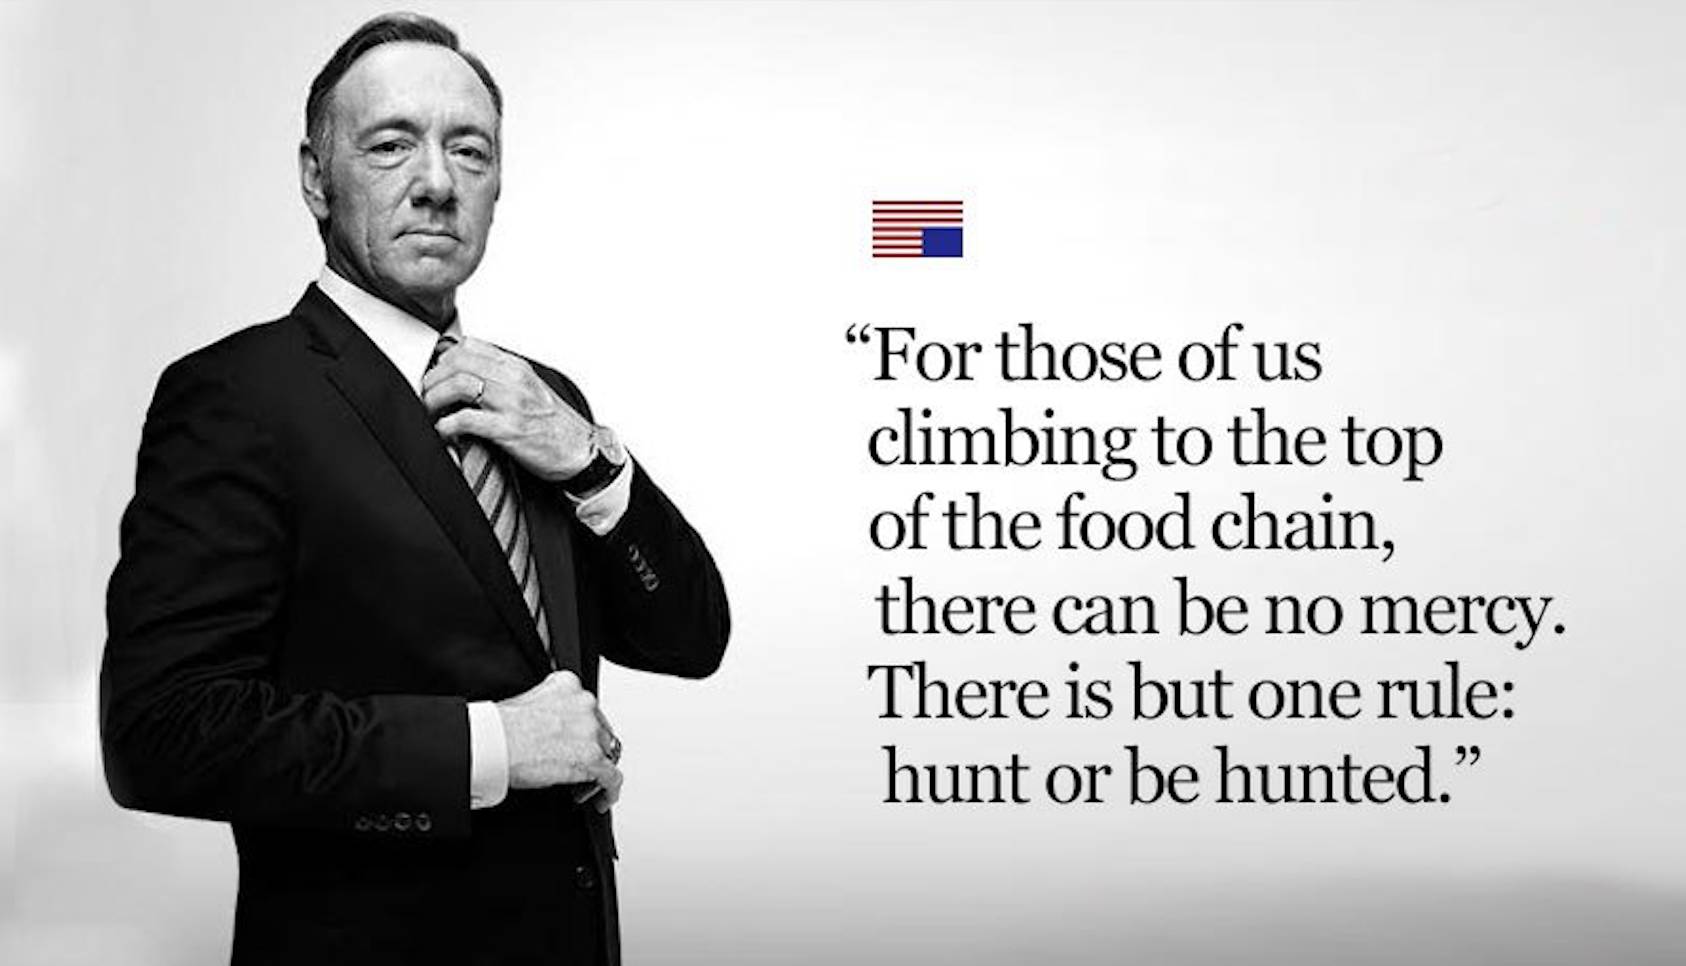 “For those of us
climbing to the top
of the food chain,
there can be no mercy.
There is but one rule:
hunt or be hunted.”